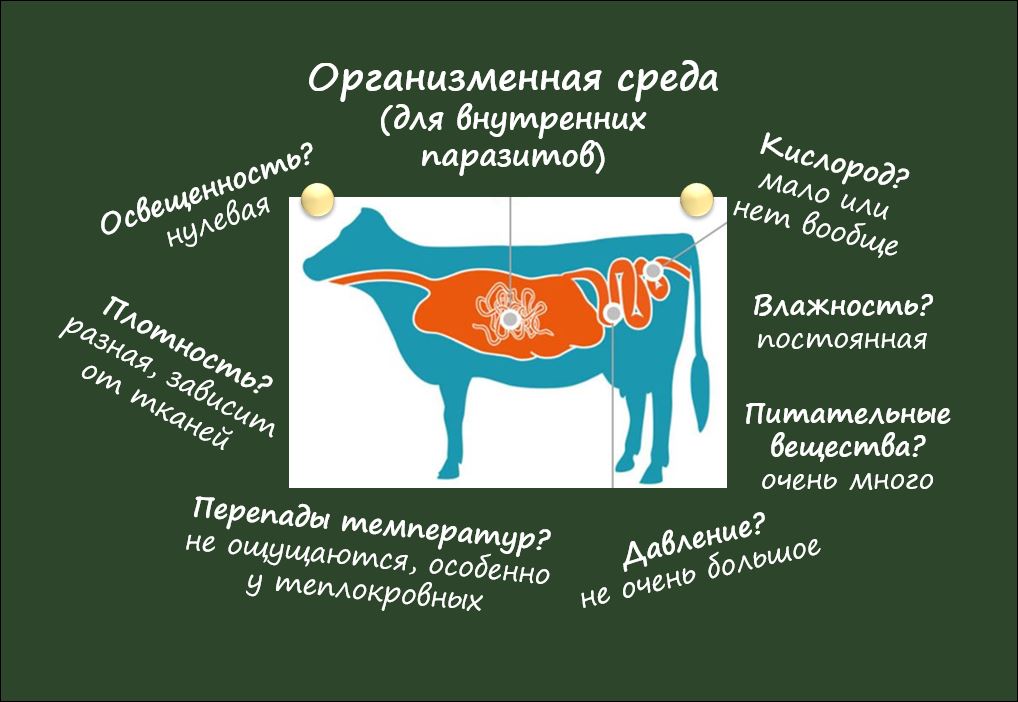 Организменная среда
(для внутренних
паразитов)
Освещенность?
нулевая
Кислород?
мало или
нет вообще
Плотность?
разная, зависит
от тканей
Влажность?
постоянная
Питательные
вещества?
очень много
Перепады температур?
не ощущаются, особенно
у теплокровных
Давление?
не очень большое